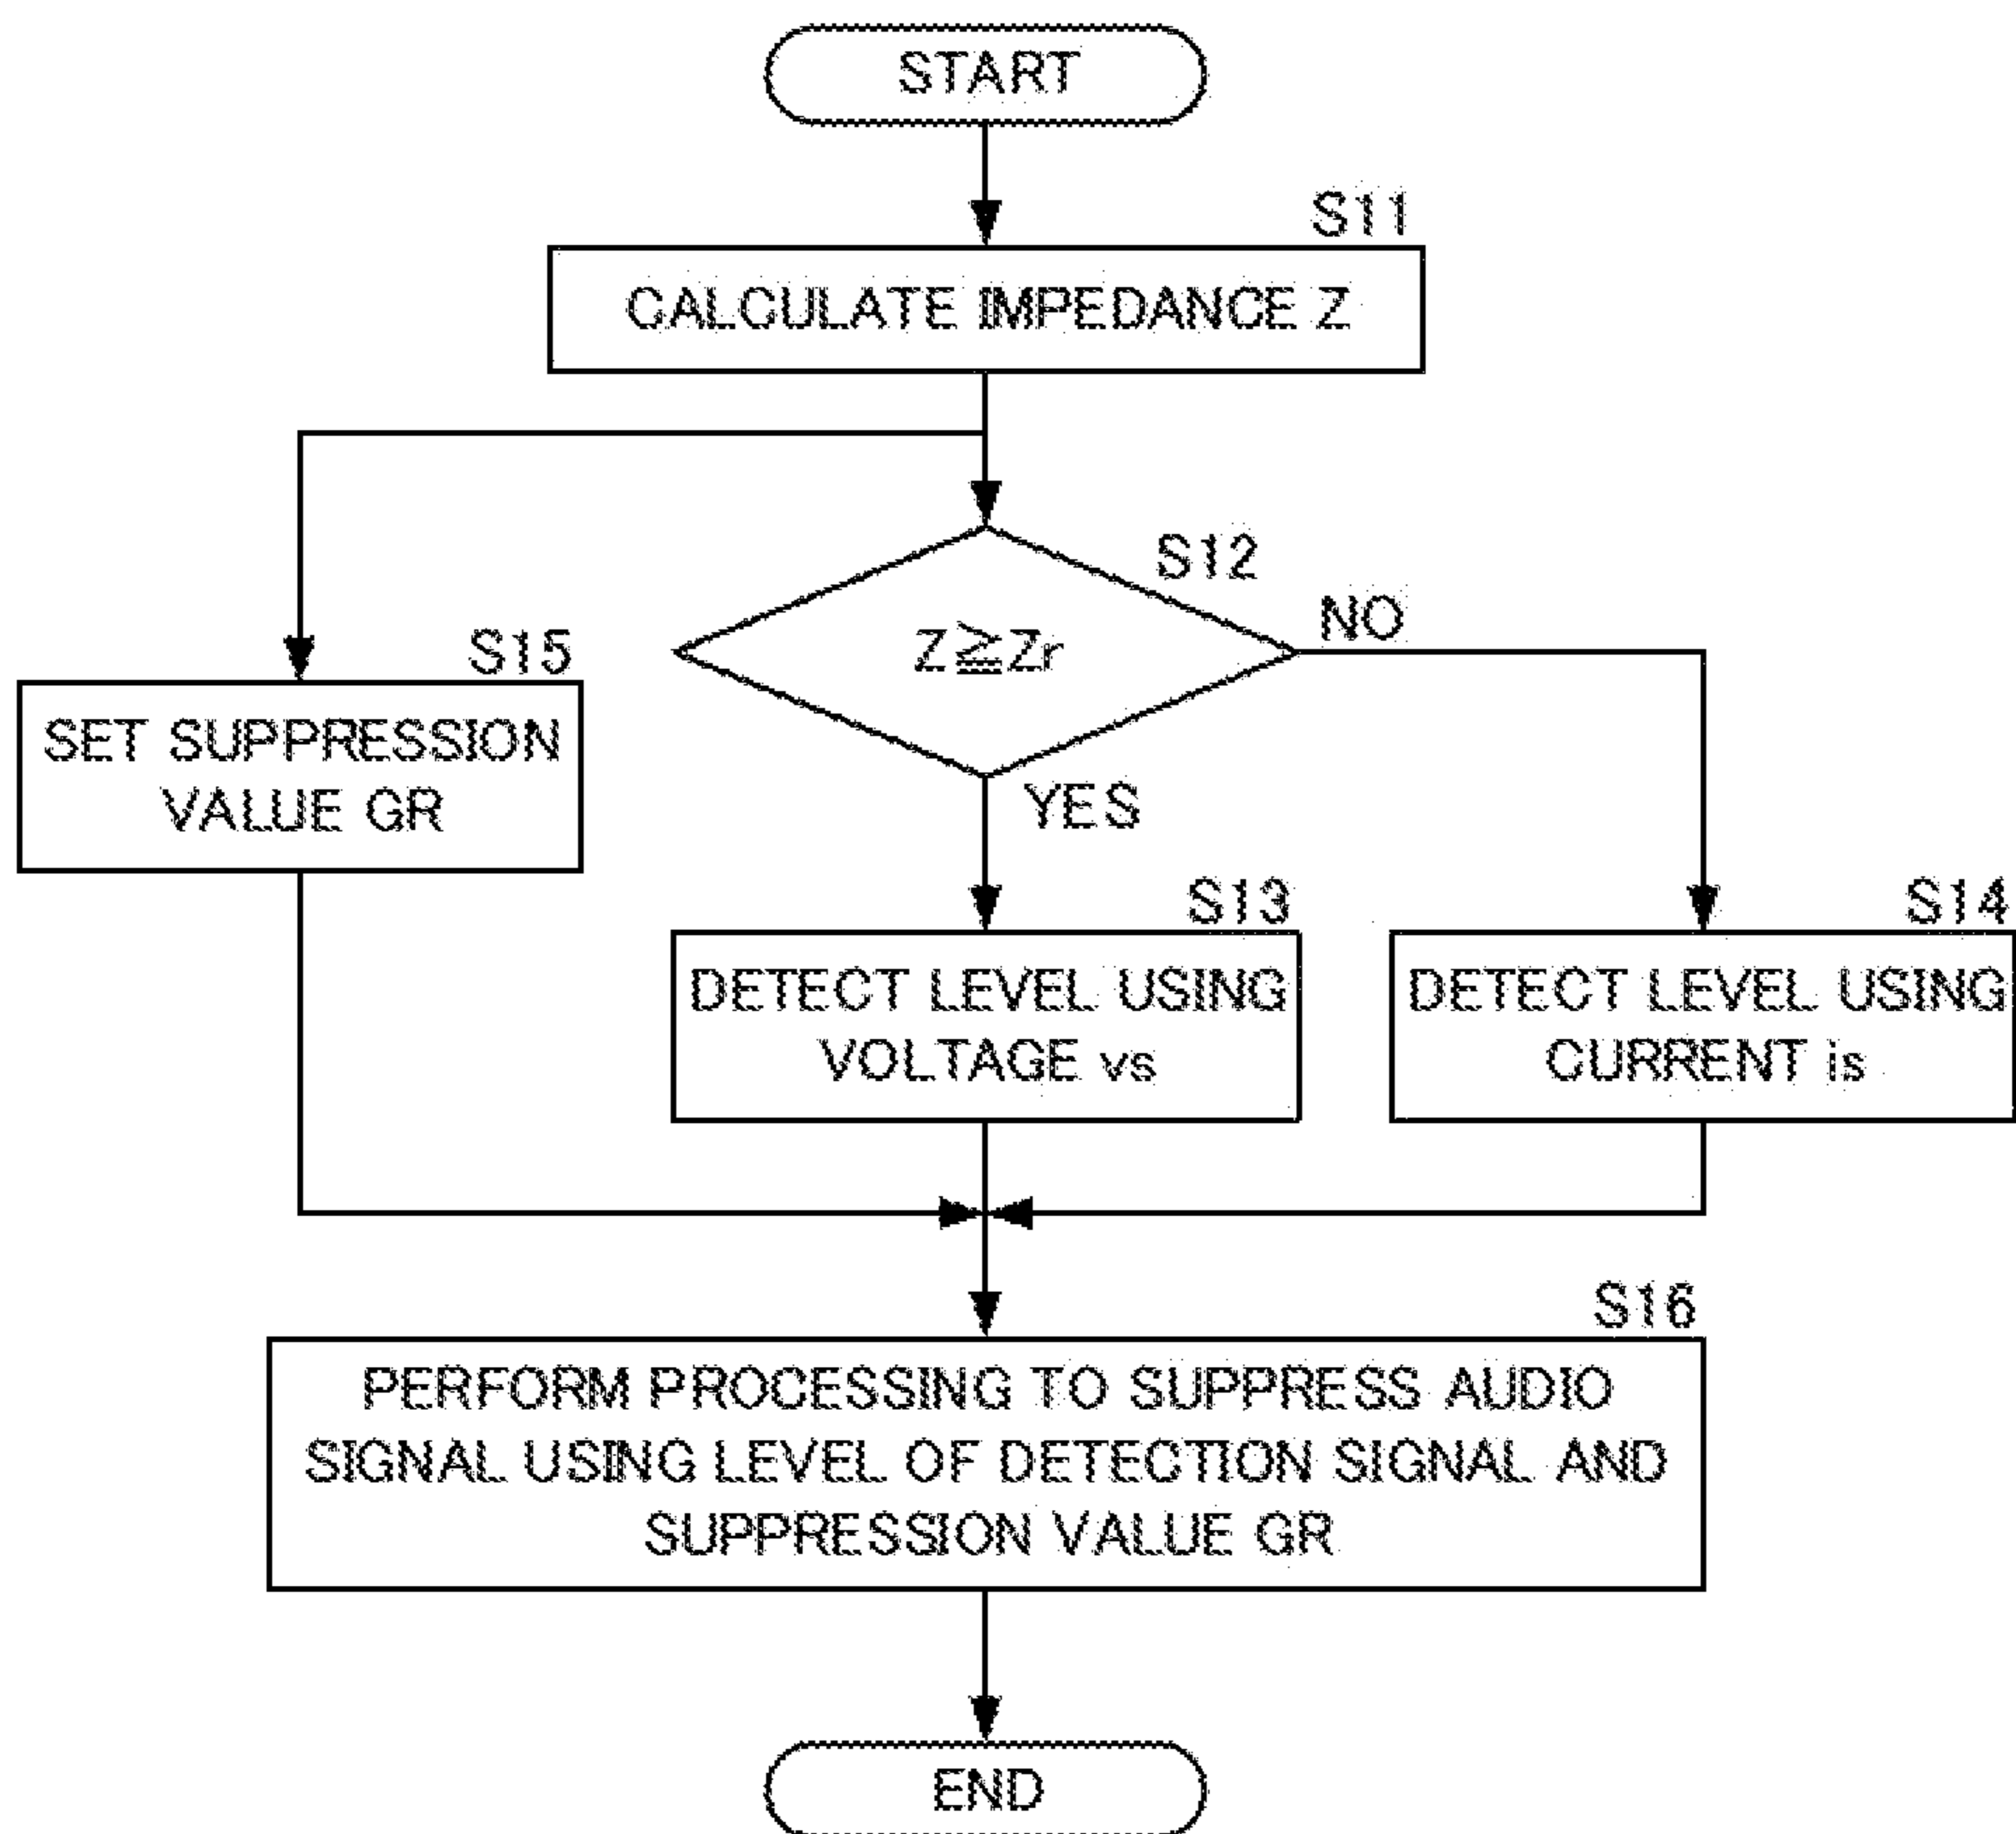 START
S11
CALCULATE IMPEDANCE Z
S12
Z≧Zr
NO
YES
S15
SET SUPPRESSION
VALUE GR
S13
DETECT LEVEL USING
VOLTAGE vs
S14
DETECT LEVEL USING
CURRENT is
S16
PERFORM PROCESSING TO SUPPRESS AUDIO
SIGNAL USING LEVEL OF DETECTION SIGNAL AND
SUPPRESSION VALUE GR
END